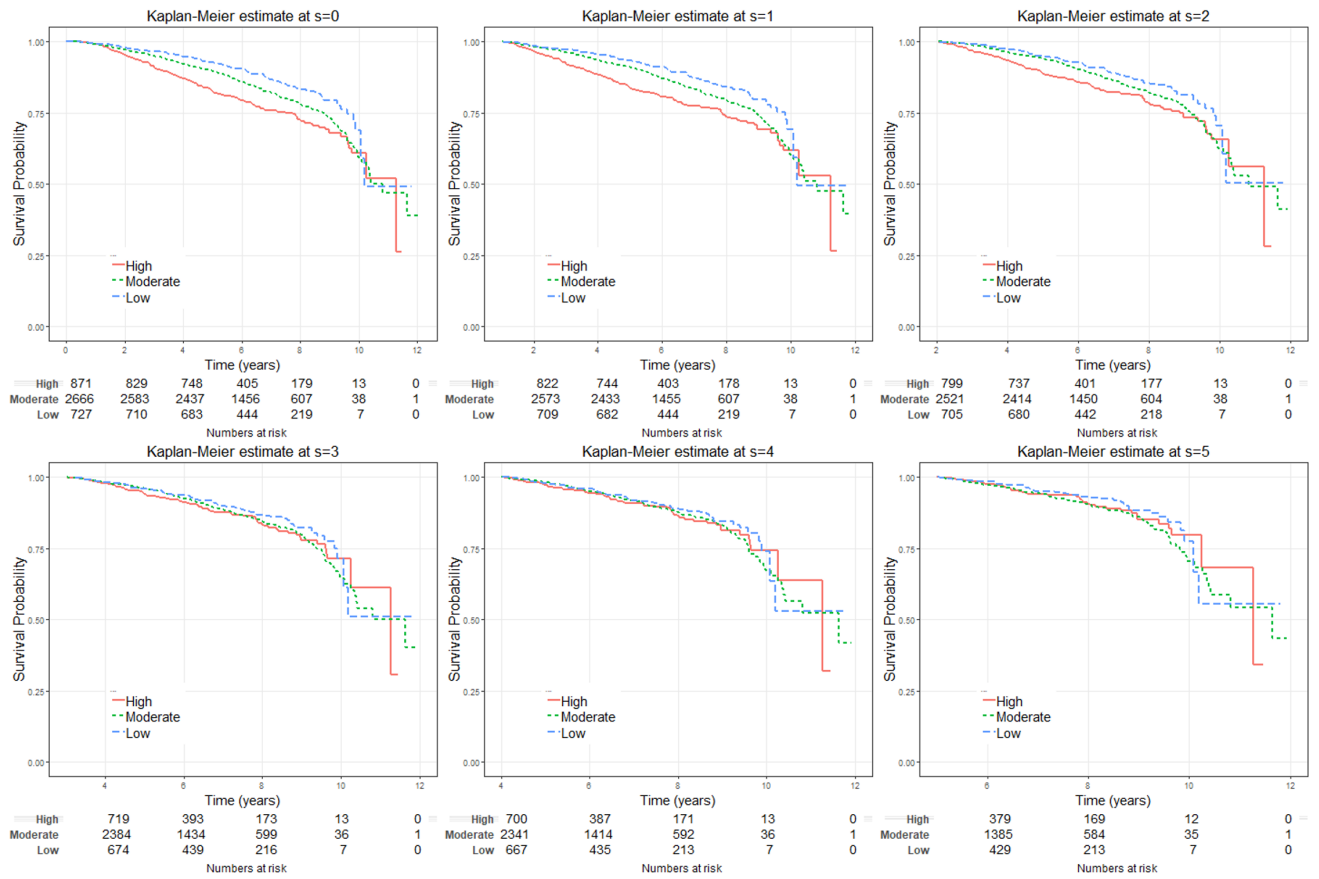 Kaplan-Meier estimate at s=0
Survival Probability
1.00
0.75
0.50
0.25
0.00
High
Moderate
Low
0 2 4 6 8 10 12
Time (years)
High 871 829 748 405 179 13 0
Moderate 2666 2583 2437 1456 607 38 1
Low 727 710 683 444 219 7 0
Numbers at risk
Kaplan-Meier estimate at s=1
Survival Probability
1.00
0.75
0.50
0.25
0.00
High
Moderate
Low
2 4 6 8 10 12
Time (years)
High 822 744 403 178 13 0
Moderate 2573 2433 1455 607 38 1
Low 709 682 444 219 7 0
Numbers at risk
Kaplan-Meier estimate at s=2
Survival Probability
1.00
0.75
0.50
0.25
0.00
High
Moderate
Low
2 4 6 8 10 12
Time (years)
High 799 737 401 177 13 0
Moderate 2521 2414 1450 604 38 1
Low 705 680 442 218 7 0
Numbers at risk
Kaplan-Meier estimate at s=3
Survival Probability
1.00
0.75
0.50
0.25
0.00
High
Moderate
Low
4 6 8 10 12
Time (years)
High 719 393 173 13 0
Moderate 2384 1434 599 36 1
Low 674 439 216 7 0
Numbers at risk
Kaplan-Meier estimate at s=4
Survival Probability
1.00
0.75
0.50
0.25
0.00
High
Moderate
Low
4 6 8 10 12
Time (years)
High 700 387 171 13 0
Moderate 2341 1414 592 36 1
Low 667 435 213 7 0
Numbers at risk
Kaplan-Meier estimate at s=5
Survival Probability
1.00
0.75
0.50
0.25
0.00
High
Moderate
Low
6 8 10 12
Time (years)
High 379 169 12 0
Moderate 1385 584 35 1
Low 429 213 7 0
Numbers at risk